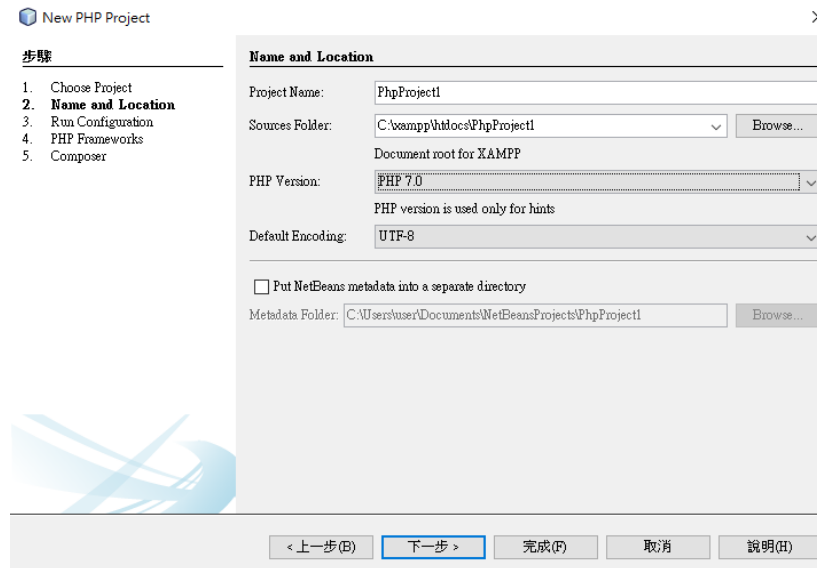 New PHP Project
步驟
1. Choose Project
2. Name and Location
3. Run Configuration
4. PHP Frameworks
5. Composer
Name and Location
Project Name: PhpProject1
Sources Folder: C:\xampp\htdocs\PhpProject1 Browse...
Document root for XAMPP
PHP Version: PHP 7.0
PHP version is used only for hints
Default Encoding: UTF-8
Put NetBeans metadata into a separate directory
Metadata Folder: C:\Users\user\Documents\NetBeansProjects\PhpProject1 Browse...
<上一步(B) 下一步 > 完成(F) 取消 說明(H)